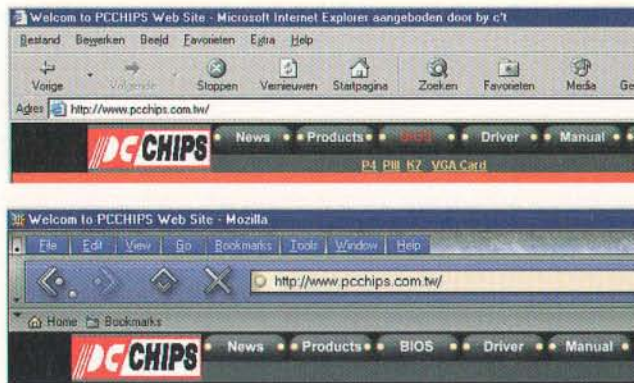 Welcom to PCCHIPS Web Site - Microsoft Internet Explorer aangeboden door by c't
Bestand Bewerken Beeld Favorieten Extra Help
Vorige Volgende Stoppen Vernieuwen Startpagina Zoeken Favorieten Media Ge
Adres http://www.pcchips.com.tw/
PC CHIPS News Products BIOS Driver Manual
P4 PIII K7 VGA Card
Welcom to PCCHIPS Web Site - Mozilla
File Edit View Go Bookmarks Tools Window Help
http://www.pcchips.com.tw/
Home Bookmarks
PC CHIPS News Products BIOS Driver Manual